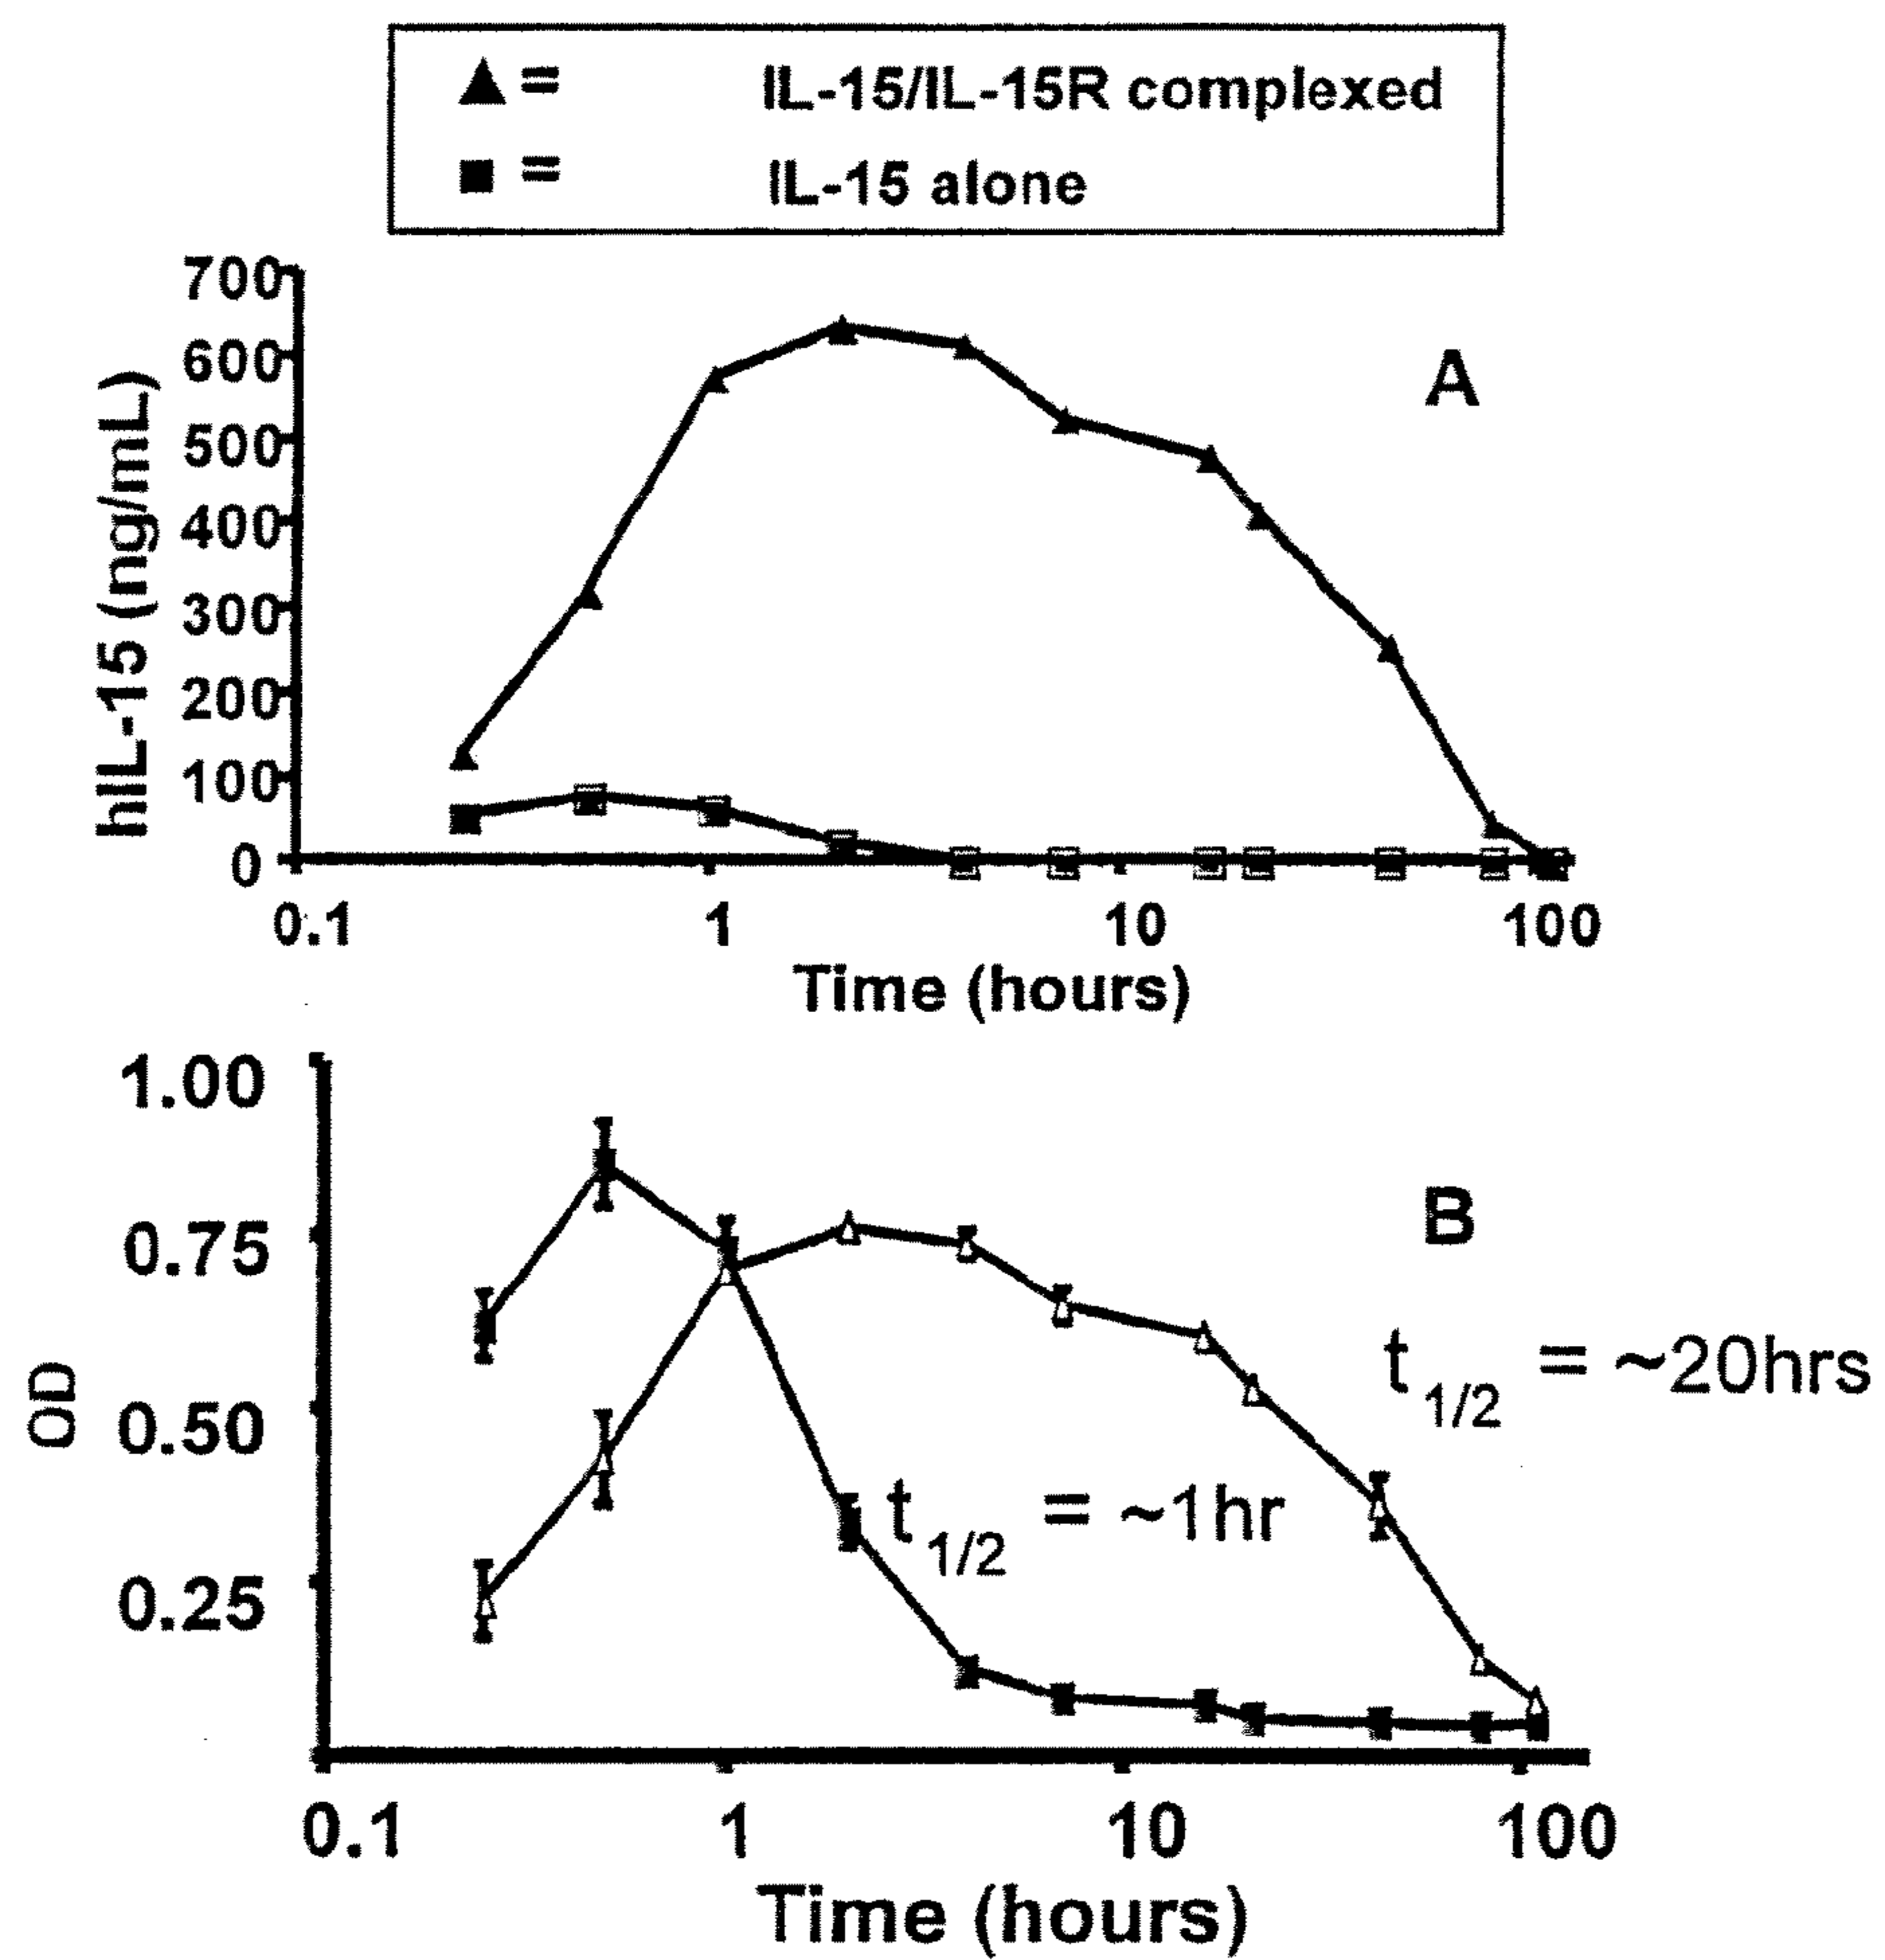 ▲ = IL-15/IL-15R complexed
■ = IL-15 alone
700
600
500
400
300
200
100
0
hIL-15 (ng/mL)
A
0.1 1 10 100
Time (hours)
1.00
0.75
0.50
0.25
OD
B
t 1/2 = ~20hrs
t 1/2 = ~1hr
0.1 1 10 100
Time (hours)